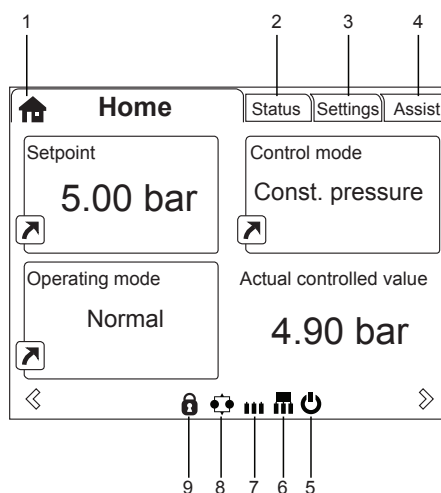 1 2 3 4
Home Status Settings Assist
Setpoint Control mode
5.00 bar Const. pressure
Operating mode Actual controlled value
Normal 4.90 bar
9 8 7 6 5